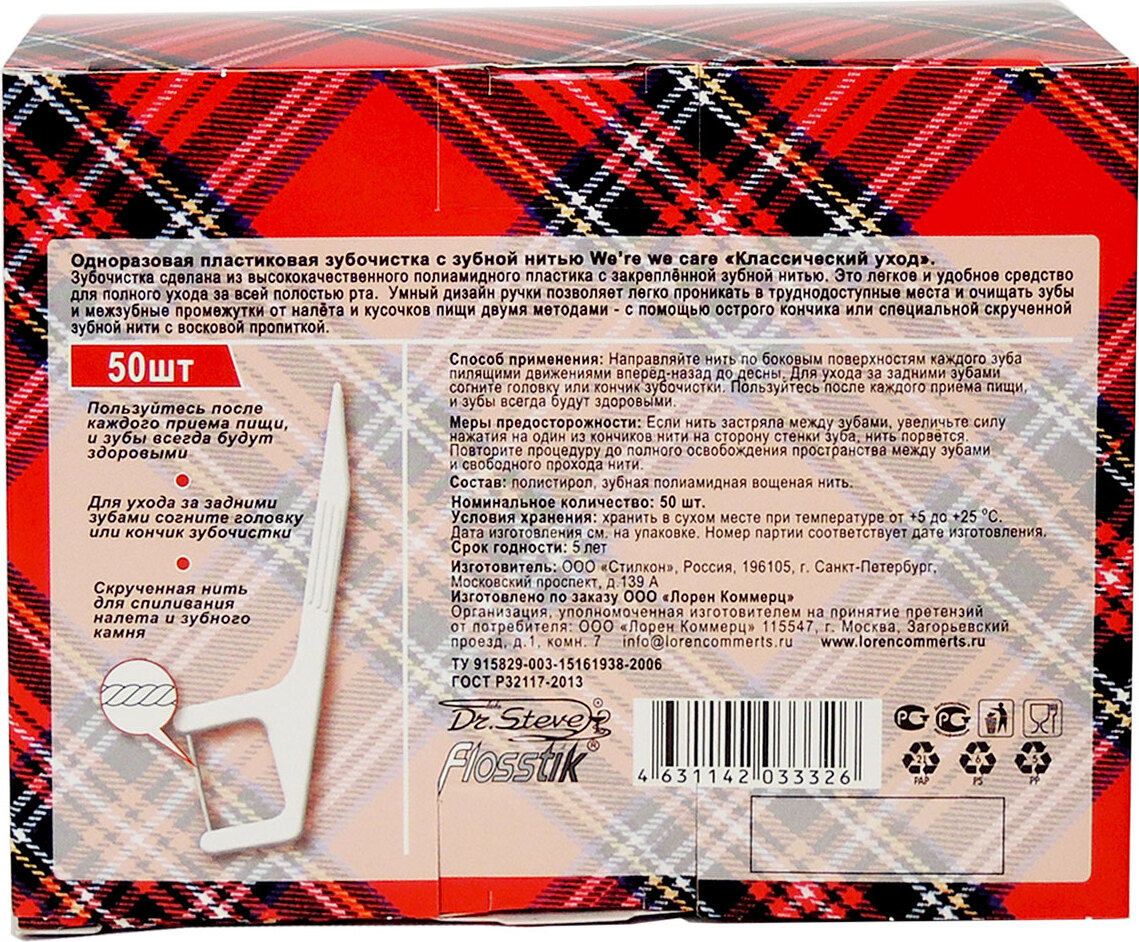 Одноразовая пластиковая зубочистка с зубной нитью We're we care «Классический уход».
Зубочистка сделана из высококачественного полиамидного пластика с закреплённой зубной нитью. Это легкое и удобное средство
для полного ухода за всей полостью рта. Умный дизайн ручки позволяет легко проникать в труднодоступные места и очищать зубы
и межзубные промежутки от налёта и кусочков пищи двумя методами - с помощью острого кончика или специальной скрученной
зубной нити с восковой пропиткой.
50шт
Пользуйтесь после
каждого приема пищи,
и зубы всегда будут
здоровыми
Для ухода за задними
зубами согните головку
или кончик зубочистки
Скрученная нить
для спиливания
налета и зубного
камня
Способ применения: Направляйте нить по боковым поверхностям каждого зуба
пилящими движениями вперёд-назад до десны. Для ухода за задними зубами
согните головку или кончик зубочистки. Пользуйтесь после каждого приема пищи,
и зубы всегда будут здоровыми.
Меры предосторожности: Если нить застряла между зубами, увеличьте силу
нажатия на один из кончиков нити на сторону стенки зуба, нить порвётся.
Повторите процедуру до полного освобождения пространства между зубами
и свободного прохода нити.
Состав: полистирол, зубная полиамидная вощеная нить.
Номинальное количество: 50 шт.
Условия хранения: хранить в сухом месте при температуре от +5 до +25 °С.
Дата изготовления см. на упаковке. Номер партии соответствует дате изготовления.
Срок годности: 5 лет
Изготовитель: ООО «Стилкон», Россия, 196105, г. Санкт-Петербург,
Московский проспект, д.139 А
Изготовлено по заказу ООО «Лорен Коммерц»
Организация, уполномоченная изготовителем на принятие претензий
от потребителя: ООО «Лорен Коммерц» 115547, г. Москва, Загорьевский
проезд, д.1, комн. 7 info@lorencommerts.ru www.lorencommerts.ru
ТУ 915829-003-15161938-2006
ГОСТ Р32117-2013
Dr. Steve
Flosstik®
4 631142 033326
21 PAP
6 PS
5 PP